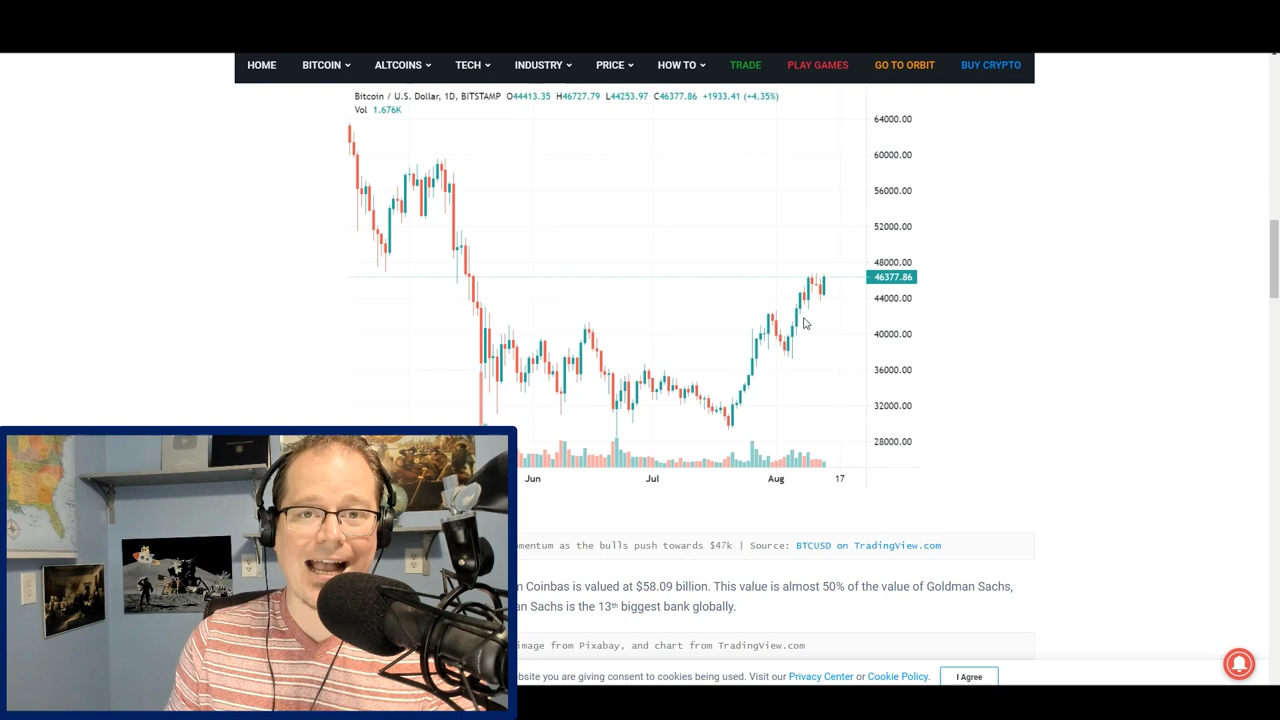 HOME BITCOIN ALTCOINS TECH INDUSTRY PRICE HOW TO TRADE PLAY GAMES GO TO ORBIT BUY CRYPTO
Bitcoin / U.S. Dollar, 1D, BITSTAMP O44413.35 H46727.79 L44253.97 C46377.86 +1933.41 (+4.35%)
Vol 1.676K
64000.00
60000.00
56000.00
52000.00
48000.00
46377.86
44000.00
40000.00
36000.00
32000.00
28000.00
Jun Jul Aug 17
as the bulls push towards $47k | Source: BTCUSD on TradingView.com
Coinbas is valued at $58.09 billion. This value is almost 50% of the value of Goldman Sachs,
Sachs is the 13th biggest bank globally.
image from Pixabay, and chart from TradingView.com
you are giving consent to cookies being used. Visit our Privacy Center or Cookie Policy. I Agree